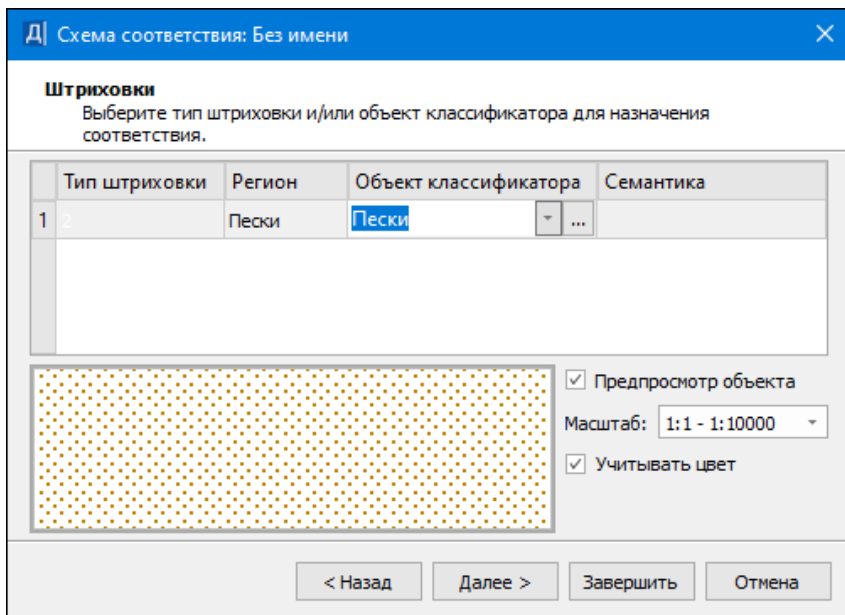 Д| Схема соответствия: Без имени
Штриховки
Выберите тип штриховки и/или объект классификатора для назначения
соответствия.
Тип штриховки Регион Объект классификатора Семантика
1 2 Пески Пески ...
Предпросмотр объекта
Масштаб: 1:1 - 1:10000
Учитывать цвет
< Назад Далее > Завершить Отмена